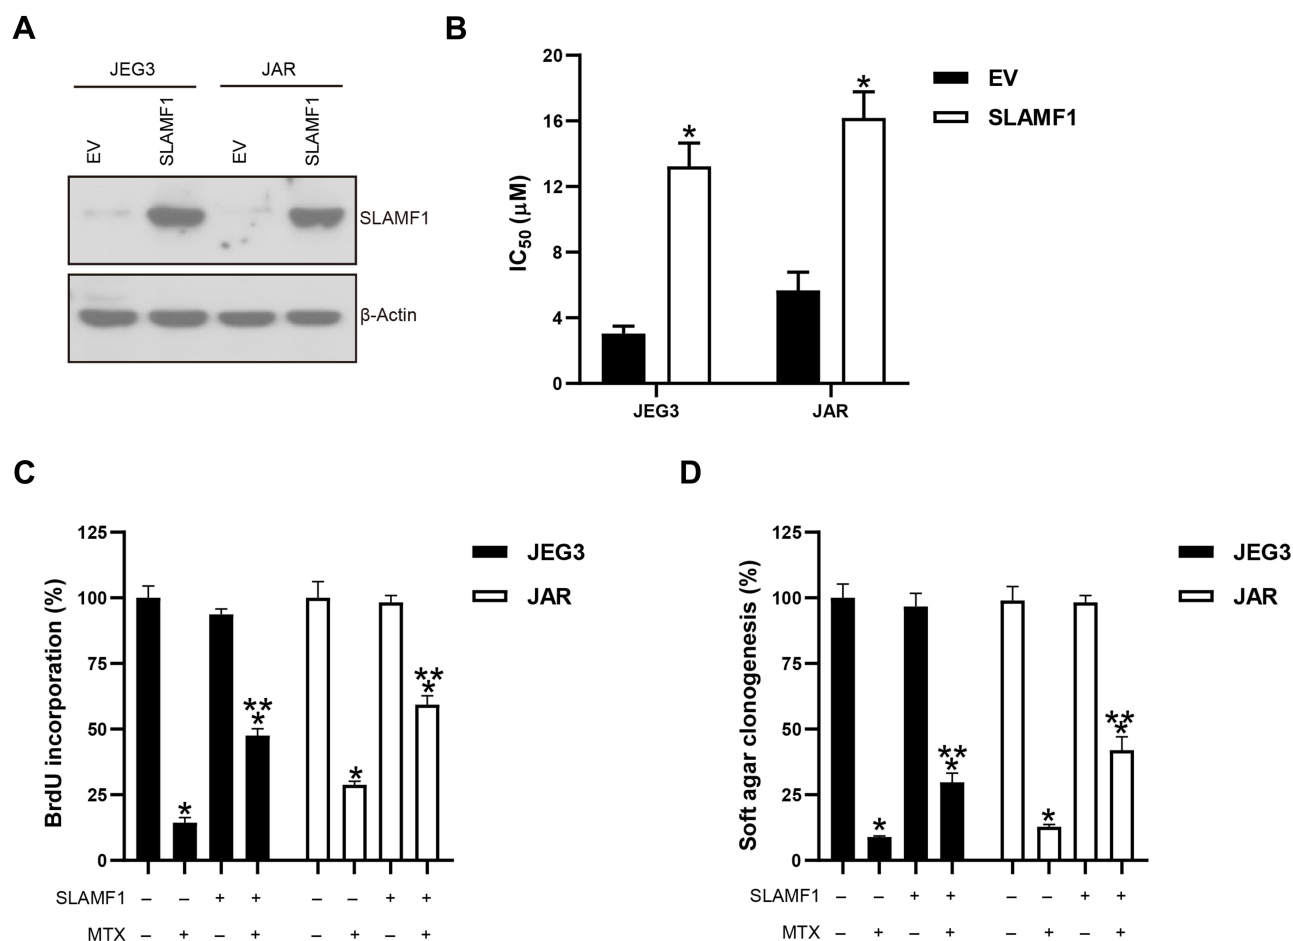 A
JEG3 JAR
EV SLAMF1 EV SLAMF1
SLAMF1
β-Actin
B
20
16
12
8
4
0
IC50 (μM)
* *
JEG3 JAR
EV
SLAMF1
C
125
100
75
50
25
0
BrdU incorporation (%)
* ** * * ** *
JEG3
JAR
SLAMF1 – – + + – – + +
MTX – + – + – + – +
D
125
100
75
50
25
0
Soft agar clonogenesis (%)
* ** * * ** *
JEG3
JAR
SLAMF1 – – + + – – + +
MTX – + – + – + – +